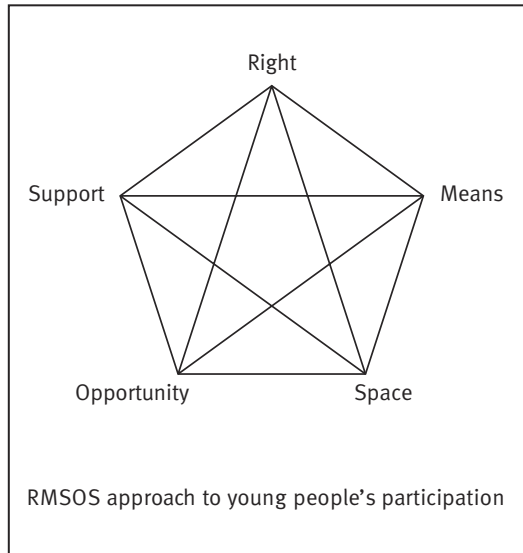 Right
Support
Means
Opportunity
Space
RMSOS approach to young people’s participation